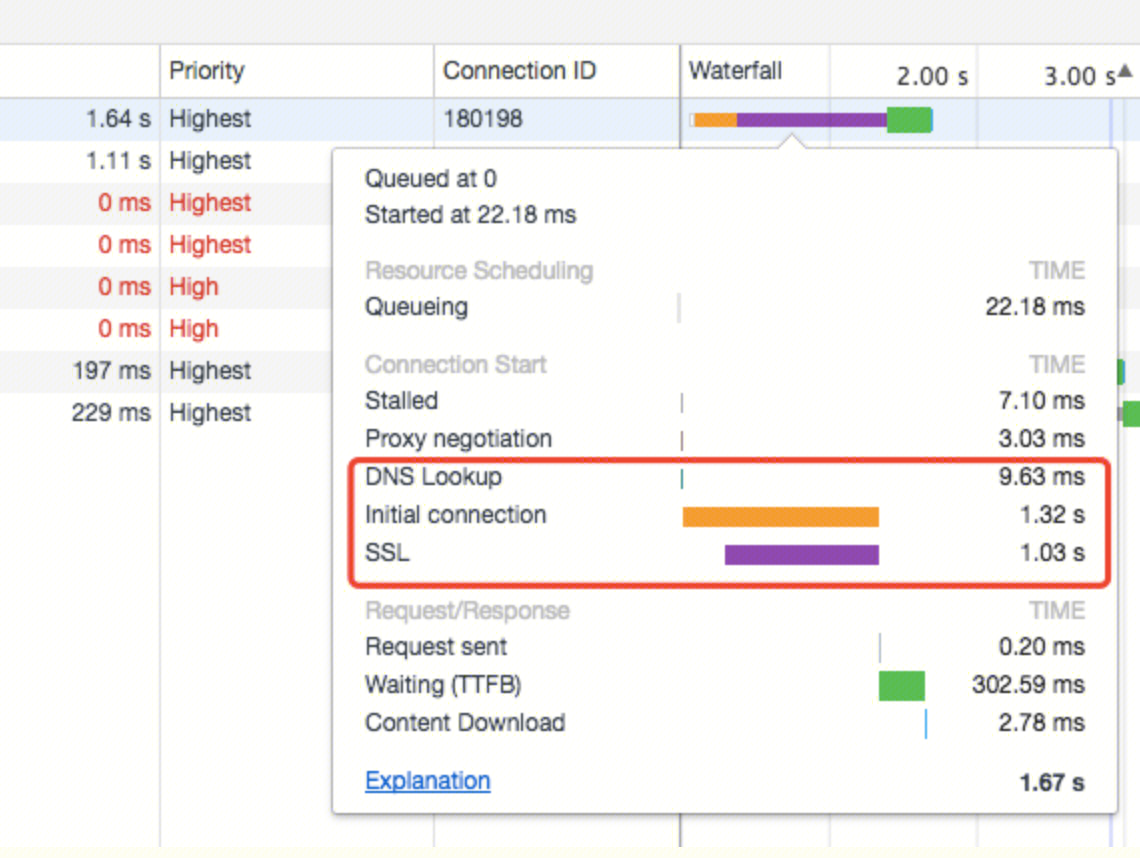 Priority Connection ID Waterfall 2.00 s 3.00 s
1.64 s Highest 180198
1.11 s Highest
0 ms Highest
0 ms Highest
0 ms High
0 ms High
197 ms Highest
229 ms Highest
Queued at 0
Started at 22.18 ms
Resource Scheduling TIME
Queueing 22.18 ms
Connection Start TIME
Stalled 7.10 ms
Proxy negotiation 3.03 ms
DNS Lookup 9.63 ms
Initial connection 1.32 s
SSL 1.03 s
Request/Response TIME
Request sent 0.20 ms
Waiting (TTFB) 302.59 ms
Content Download 2.78 ms
Explanation 1.67 s